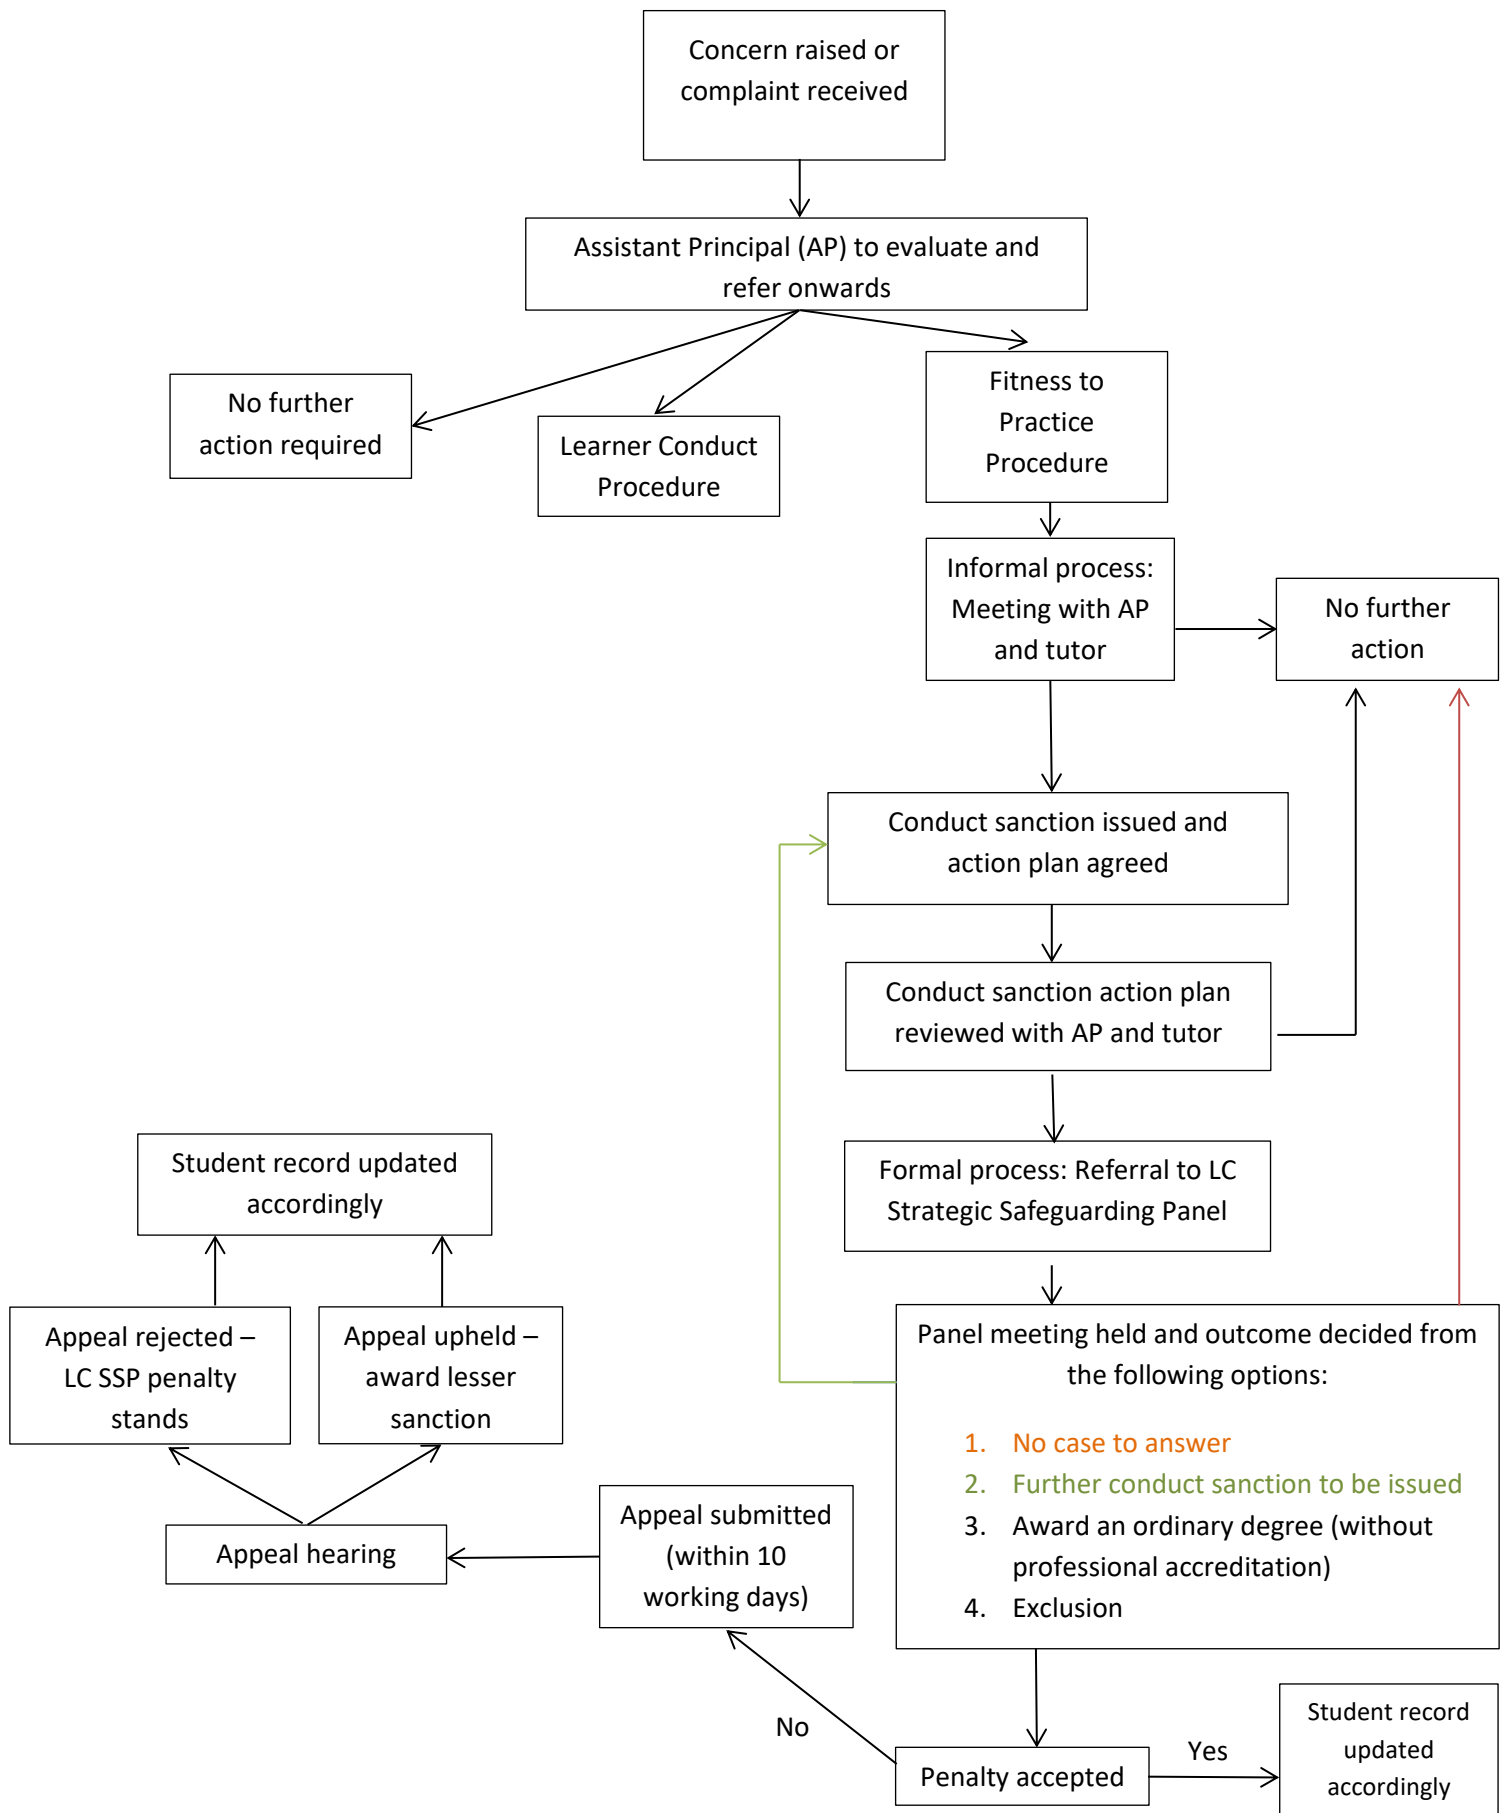 Concern raised or
complaint received
Assistant Principal (AP) to evaluate and
refer onwards
No further
action required
Learner Conduct
Procedure
Fitness to
Practice
Procedure
Informal process:
Meeting with AP
and tutor
No further
action
Conduct sanction issued and
action plan agreed
Conduct sanction action plan
reviewed with AP and tutor
Formal process: Referral to LC
Strategic Safeguarding Panel
Panel meeting held and outcome decided from
the following options:
1. No case to answer
2. Further conduct sanction to be issued
3. Award an ordinary degree (without
professional accreditation)
4. Exclusion
Penalty accepted
Yes
Student record
updated
accordingly
No
Appeal submitted
(within 10
working days)
Appeal hearing
Appeal rejected –
LC SSP penalty
stands
Appeal upheld –
award lesser
sanction
Student record updated
accordingly